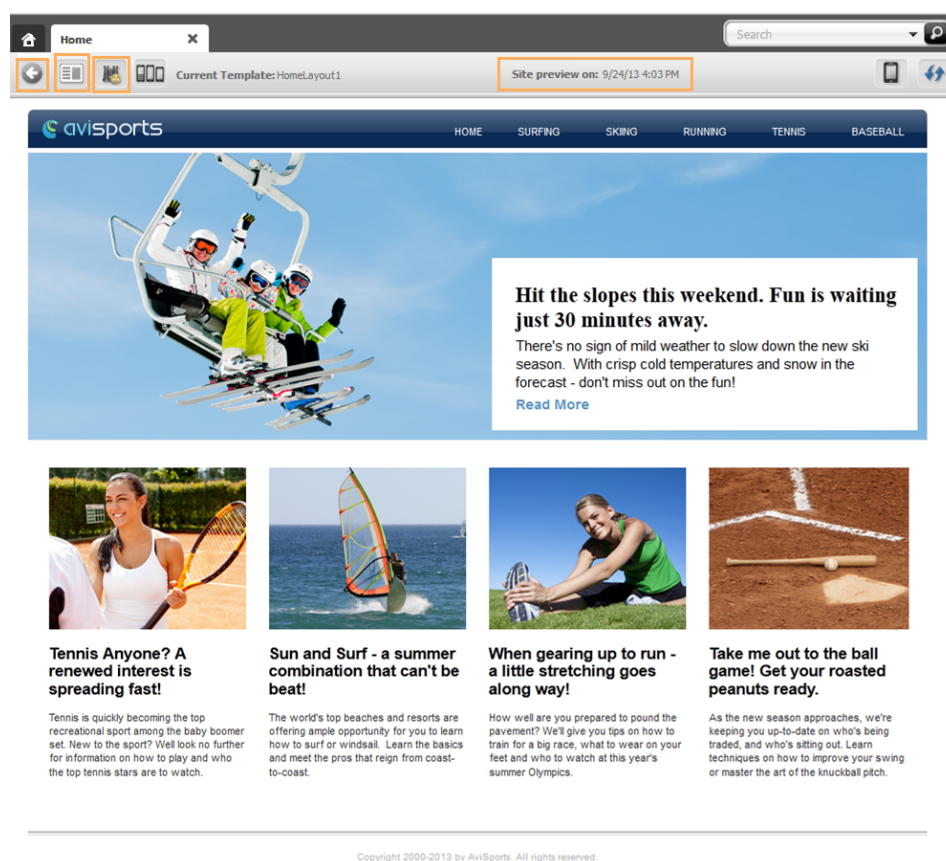 Home
Search
Current Template: HomeLayout1
Site preview on: 9/24/13 4:03 PM
avisports
HOME SURFING SKIING RUNNING TENNIS BASEBALL
Hit the slopes this weekend. Fun is waiting
just 30 minutes away.
There's no sign of mild weather to slow down the new ski
season. With crisp cold temperatures and snow in the
forecast - don't miss out on the fun!
Read More
Tennis Anyone? A
renewed interest is
spreading fast!
Tennis is quickly becoming the top
recreational sport among the baby boomer
set. New to the sport? Well look no further
for information on how to play and who
the top tennis stars are to watch.
Sun and Surf - a summer
combination that can't be
beat!
The world's top beaches and resorts are
offering ample opportunity for you to learn
how to surf or windsail. Learn the basics
and meet the pros that reign from coast-
to-coast.
When gearing up to run -
a little stretching goes
along way!
How well are you prepared to pound the
pavement? We'll give you tips on how to
train for a big race, what to wear on your
feet and who to watch at this year's
summer Olympics.
Take me out to the ball
game! Get your roasted
peanuts ready.
As the new season approaches, we're
keeping you up-to-date on who's being
traded, and who's sitting out. Learn
techniques on how to improve your swing
or master the art of the knuckball pitch.
Copyright 2000-2013 by AviSports. All rights reserved.